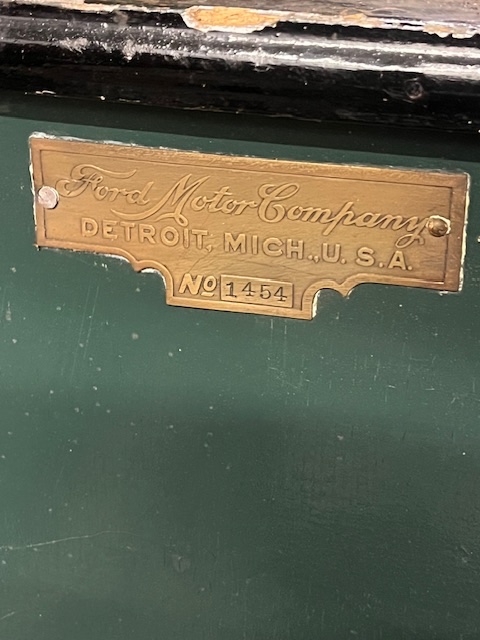 Ford Motor Company
DETROIT, MICH., U. S. A.
No 1454